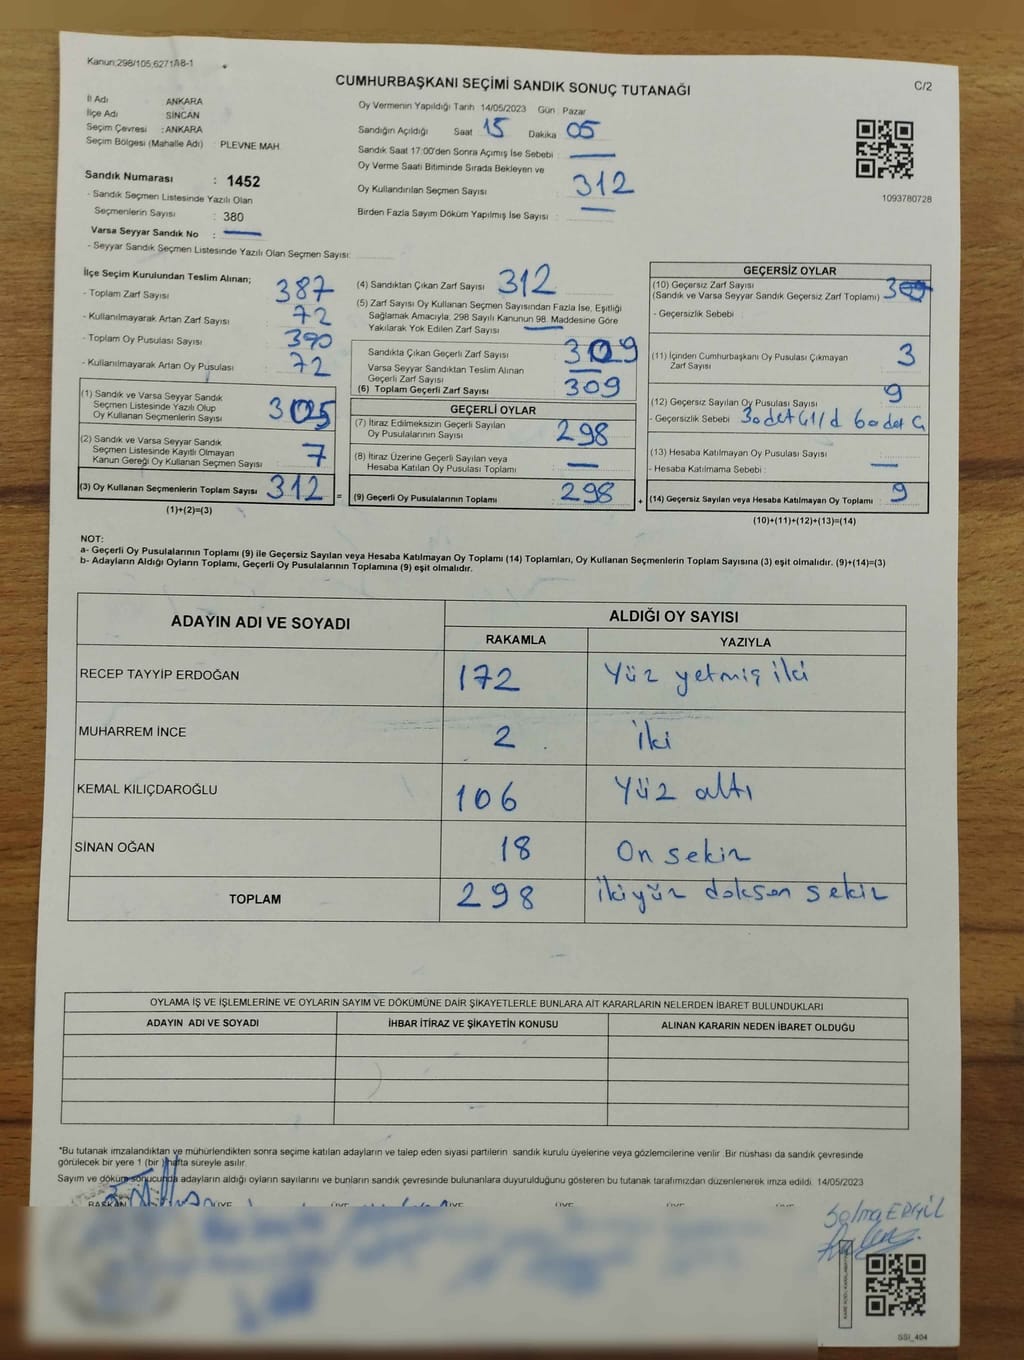 Kanun:298/105;6271/18-1
CUMHURBAŞKANI SEÇİMİ SANDIK SONUÇ TUTANAĞI
C/2
İl Adı ANKARA
İlçe Adı SİNCAN
Seçim Çevresi : ANKARA
Seçim Bölgesi (Mahalle Adı) : PLEVNE MAH.
Sandık Numarası : 1452
- Sandık Seçmen Listesinde Yazılı Olan
Seçmenlerin Sayısı : 380
Varsa Seyyar Sandık No : —
- Seyyar Sandık Seçmen Listesinde Yazılı Olan Seçmen Sayısı:
Oy Vermenin Yapıldığı Tarih 14/05/2023 Gün : Pazar
Sandığın Açıldığı Saat 15 Dakika 05
Sandık Saat 17:00'den Sonra Açımış İse Sebebi : —
Oy Verme Saati Bitiminde Sırada Bekleyen ve
Oy Kullandırılan Seçmen Sayısı : 312
Birden Fazla Sayım Döküm Yapılmış İse Sayısı : —
1093780728
İlçe Seçim Kurulundan Teslim Alınan;
- Toplam Zarf Sayısı : 387
- Kullanılmayarak Artan Zarf Sayısı : 72
- Toplam Oy Pusulası Sayısı : 390
- Kullanılmayarak Artan Oy Pusulası : 72
(1) Sandık ve Varsa Seyyar Sandık
Seçmen Listesinde Yazılı Olup
Oy Kullanan Seçmenlerin Sayısı : 305
(2) Sandık ve Varsa Seyyar Sandık
Seçmen Listesinde Kayıtlı Olmayan
Kanun Gereği Oy Kullanan Seçmen Sayısı : 7
(3) Oy Kullanan Seçmenlerin Toplam Sayısı : 312 =
(1)+(2)=(3)
(4) Sandıktan Çıkan Zarf Sayısı : 312
(5) Zarf Sayısı Oy Kullanan Seçmen Sayısından Fazla İse, Eşitliği
Sağlamak Amacıyla, 298 Sayılı Kanunun 98. Maddesine Göre
Yakılarak Yok Edilen Zarf Sayısı : —
Sandıkta Çıkan Geçerli Zarf Sayısı : 309
Varsa Seyyar Sandıktan Teslim Alınan
Geçerli Zarf Sayısı : —
(6) Toplam Geçerli Zarf Sayısı : 309
GEÇERLİ OYLAR
(7) İtiraz Edilmeksizin Geçerli Sayılan
Oy Pusulalarının Sayısı : 298
(8) İtiraz Üzerine Geçerli Sayılan veya
Hesaba Katılan Oy Pusulası Toplamı : —
(9) Geçerli Oy Pusulalarının Toplamı : 298 +
GEÇERSİZ OYLAR
(10) Geçersiz Zarf Sayısı
(Sandık ve Varsa Seyyar Sandık Geçersiz Zarf Toplamı) : 3
- Geçersizlik Sebebi :
(11) İçinden Cumhurbaşkanı Oy Pusulası Çıkmayan
Zarf Sayısı : 3
(12) Geçersiz Sayılan Oy Pusulası Sayısı : 9
- Geçersizlik Sebebi : 3 adet G1/d 6 adet G
(13) Hesaba Katılmayan Oy Pusulası Sayısı : —
- Hesaba Katılmama Sebebi :
(14) Geçersiz Sayılan veya Hesaba Katılmayan Oy Toplamı : 9
(10)+(11)+(12)+(13)=(14)
NOT:
a- Geçerli Oy Pusulalarının Toplamı (9) ile Geçersiz Sayılan veya Hesaba Katılmayan Oy Toplamı (14) Toplamları, Oy Kullanan Seçmenlerin Toplam Sayısına (3) eşit olmalıdır. (9)+(14)=(3)
b- Adayların Aldığı Oyların Toplamı, Geçerli Oy Pusulalarının Toplamına (9) eşit olmalıdır.
ADAYIN ADI VE SOYADI
ALDIĞI OY SAYISI
RAKAMLA YAZIYLA
RECEP TAYYİP ERDOĞAN 172 Yüz yetmiş iki
MUHARREM İNCE 2 iki
KEMAL KILIÇDAROĞLU 106 Yüz altı
SİNAN OĞAN 18 On sekiz
TOPLAM 298 ikiyüz doksan sekiz
OYLAMA İŞ VE İŞLEMLERİNE VE OYLARIN SAYIM VE DÖKÜMÜNE DAİR ŞİKAYETLERLE BUNLARA AİT KARARLARIN NELERDEN İBARET BULUNDUKLARI
ADAYIN ADI VE SOYADI İHBAR İTİRAZ VE ŞİKAYETİN KONUSU ALINAN KARARIN NEDEN İBARET OLDUĞU
*Bu tutanak imzalandıktan ve mühürlendikten sonra seçime katılan adayların ve talep eden siyasi partilerin sandık kurulu üyelerine veya gözlemcilerine verilir. Bir nüshası da sandık çevresinde
görülecek bir yere 1 (bir) hafta süreyle asılır.
Sayım ve döküm sonucunda adayların aldığı oyların sayılarını ve bunların sandık çevresinde bulunanlara duyurulduğunu gösteren bu tutanak tarafımızdan düzenlenerek imza edildi. 14/05/2023
BAŞKAN ÜYE ÜYE ÜYE ÜYE ÜYE ÜYE
Salma ERGİL
SSI_404